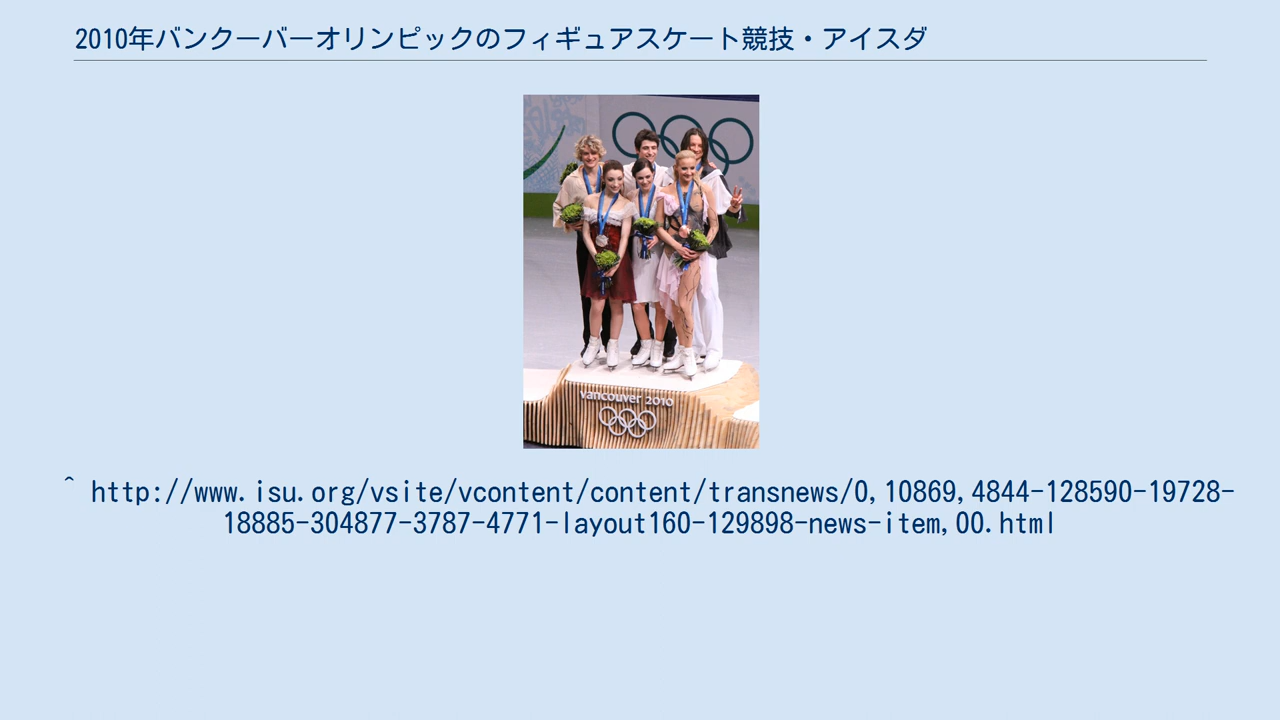 2010年バンクーバーオリンピックのフィギュアスケート競技・アイスダ
vancouver 2010
^ http://www.isu.org/vsite/vcontent/content/transnews/0,10869,4844-128590-19728-
18885-304877-3787-4771-layout160-129898-news-item,00.html